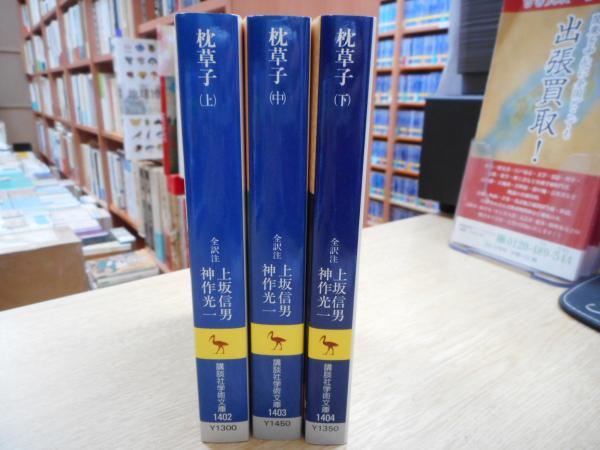 枕草子
(上)
全訳注
上坂信男
神作光一
講談社学術文庫
1402
Y1300
枕草子
(中)
全訳注
上坂信男
神作光一
講談社学術文庫
1403
Y1450
枕草子
(下)
全訳注
上坂信男
神作光一
講談社学術文庫
1404
Y1350
出張買取!
0120-489-544